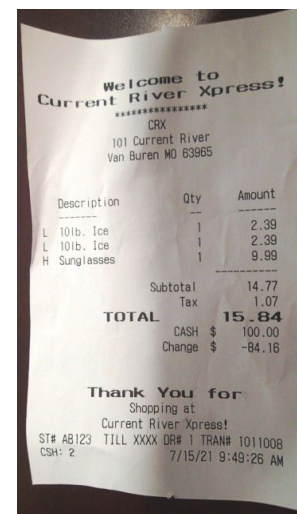 Welcome to
Current River Xpress!
****************
CRX
101 Current River
Van Buren MO 63965
Description Qty Amount
------- -- ------
L 10lb. Ice 1 2.39
L 10lb. Ice 1 2.39
H Sunglasses 1 9.99
----------
Subtotal 14.77
Tax 1.07
TOTAL 15.84
CASH $ 100.00
Change $ -84.16
Thank You for
Shopping at
Current River Xpress!
ST# AB123 TILL XXXX DR# 1 TRAN# 1011008
CSH: 2 7/15/21 9:49:26 AM